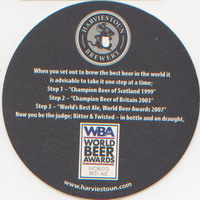 HARVIESTOUN
BREWERY
When you set out to brew the best beer in the world it
is advisable to take it one step at a time;
Step 1 – "Champion Beer of Scotland 1999"
Step 2 – "Champion Beer of Britain 2003"
Step 3 – "World's Best Ale, World Beer Awards 2007"
Now you be the judge; Bitter & Twisted – in bottle and on draught,
WBA
WORLD
BEER
AWARDS
WORLD'S
BEST ALE
www.harviestoun.com